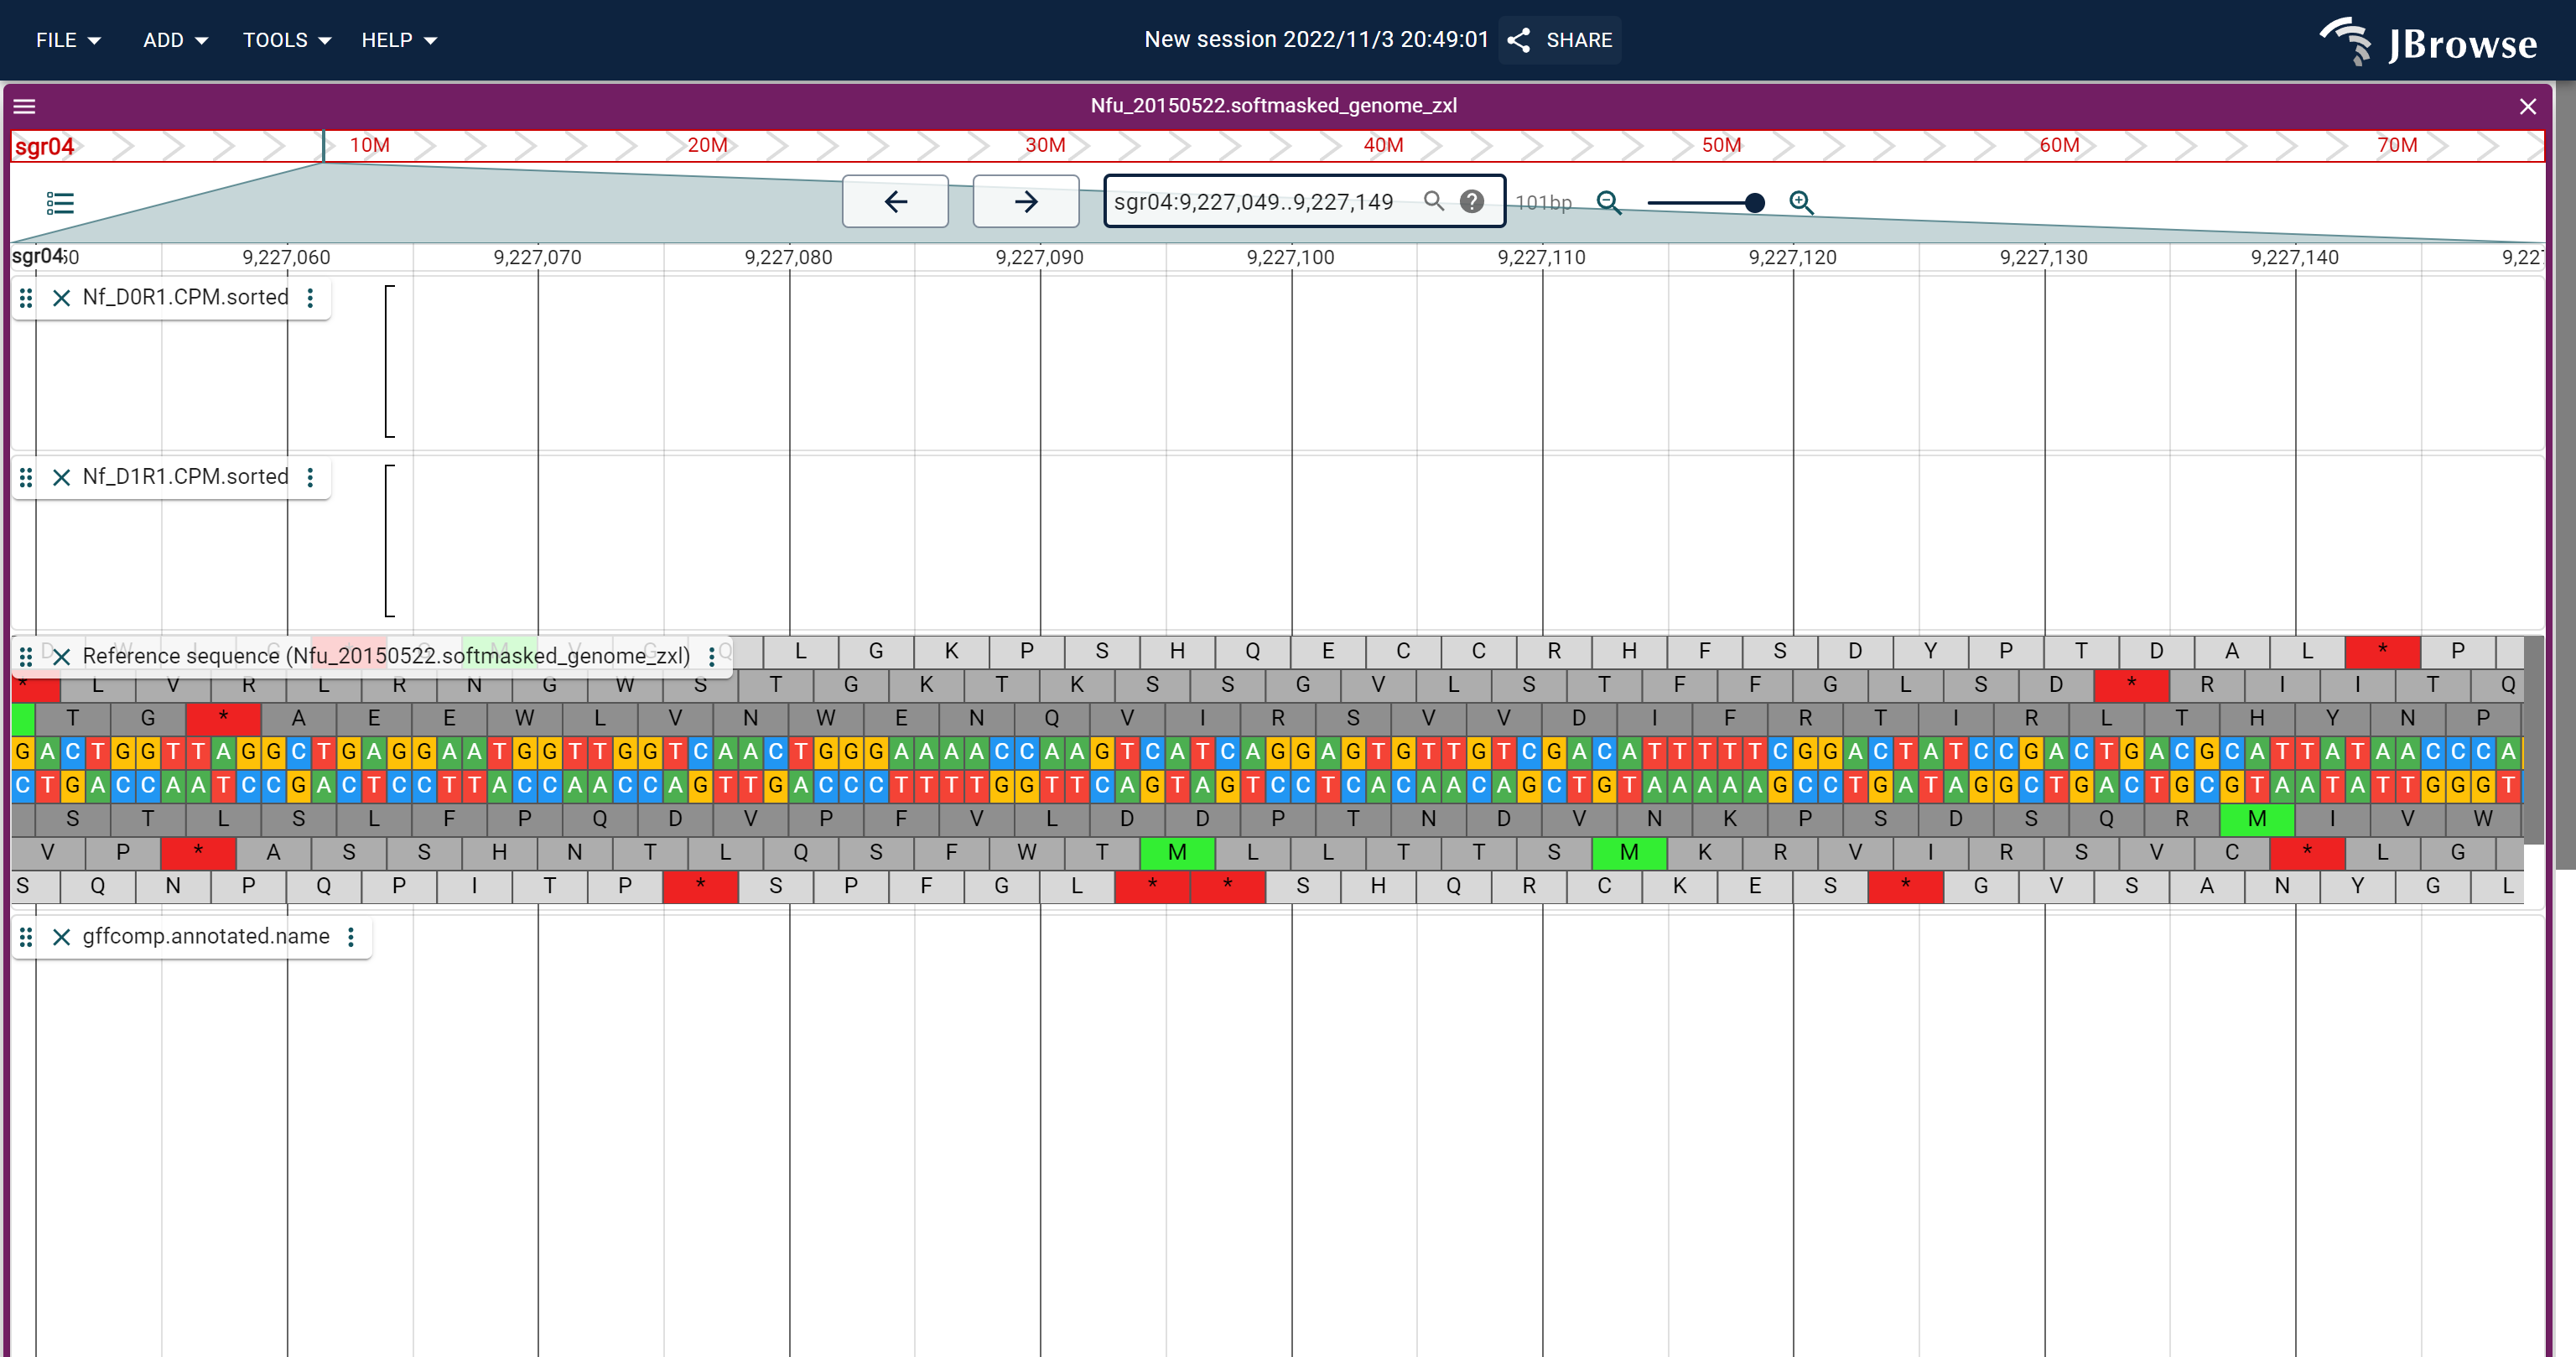 FILE ADD TOOLS HELP New session 2022/11/3 20:49:01 SHARE JBrowse
Nfu_20150522.softmasked_genome_zxl
sgr04 10M 20M 30M 40M 50M 60M 70M
sgr04:9,227,049..9,227,149 101bp
sgr04: 9,227,060 9,227,070 9,227,080 9,227,090 9,227,100 9,227,110 9,227,120 9,227,130 9,227,140
Nf_D0R1.CPM.sorted
Nf_D1R1.CPM.sorted
Reference sequence (Nfu_20150522.softmasked_genome_zxl) L G K P S H Q E C C R H F S D Y P T D A L * P
* L V R L R N G W S T G K T K S S G V L S T F F G L S D * R I I T Q
T G * A E E W L V N W E N Q V I R S V V D I F R T I R L T H Y N P
G A C T G G T T A G G C T G A G G A A T G G T T G G T C A A C T G G G A A A A C C A A G T C A T C A G G A G T G T T G T C G A C A T T T T T C G G A C T A T C C G A C T G A C G C A T T A T A A C C C A
C T G A C C A A T C C G A C T C C T T A C C A A C C A G T T G A C C C T T T T G G T T C A G T A G T C C T C A C A A C A G C T G T A A A A A G C C T G A T A G G C T G A C T G C G T A A T A T T G G G T
S T L S L F P Q D V P F V L D D P T N D V N K P S D S Q R M I V W
V P * A S S H N T L Q S F W T M L L T T S M K R V I R S V C * L G
S Q N P Q P I T P * S P F G L * * S H Q R C K E S * G V S A N Y G L
gffcomp.annotated.name